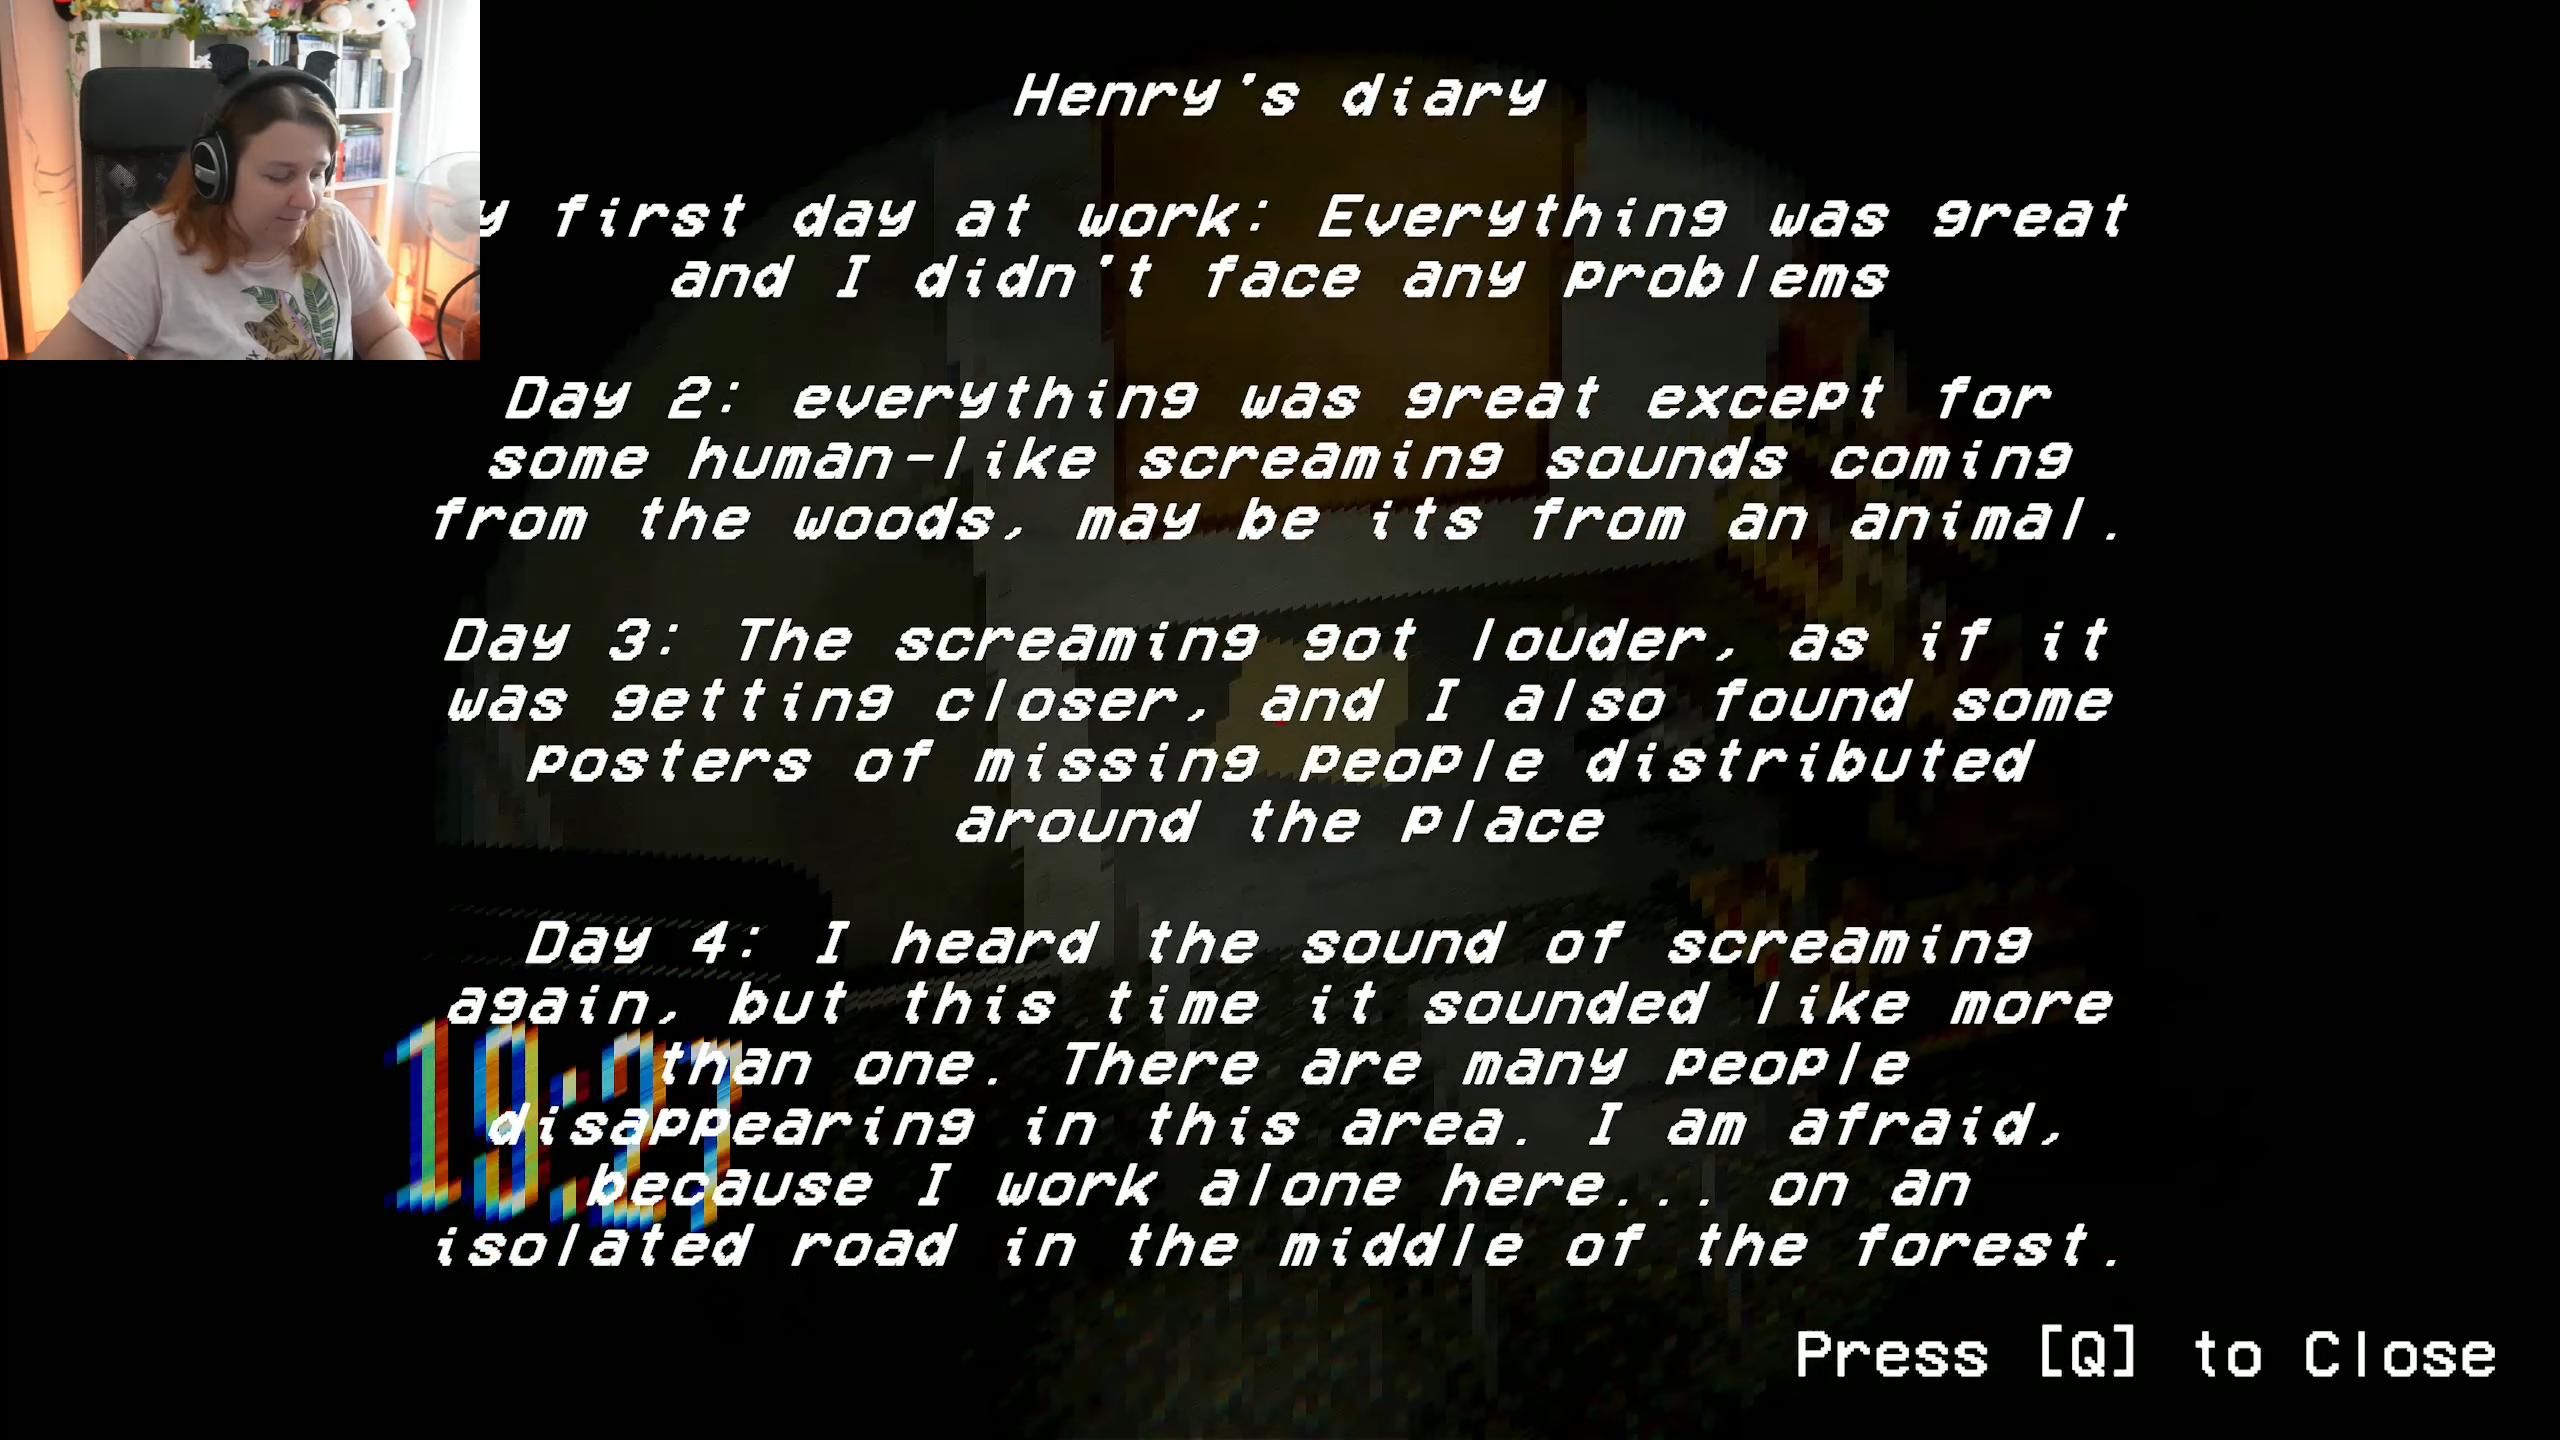 Henry's diary
y first day at work: Everything was great
and I didn't face any problems
Day 2: everything was great except for
some human-like screaming sounds coming
from the woods, may be its from an animal.
Day 3: The screaming got louder, as if it
was getting closer, and I also found some
posters of missing people distributed
around the place
Day 4: I heard the sound of screaming
again, but this time it sounded like more
than one. There are many people
disappearing in this area. I am afraid,
because I work alone here... on an
isolated road in the middle of the forest.
19:27
Press [Q] to Close